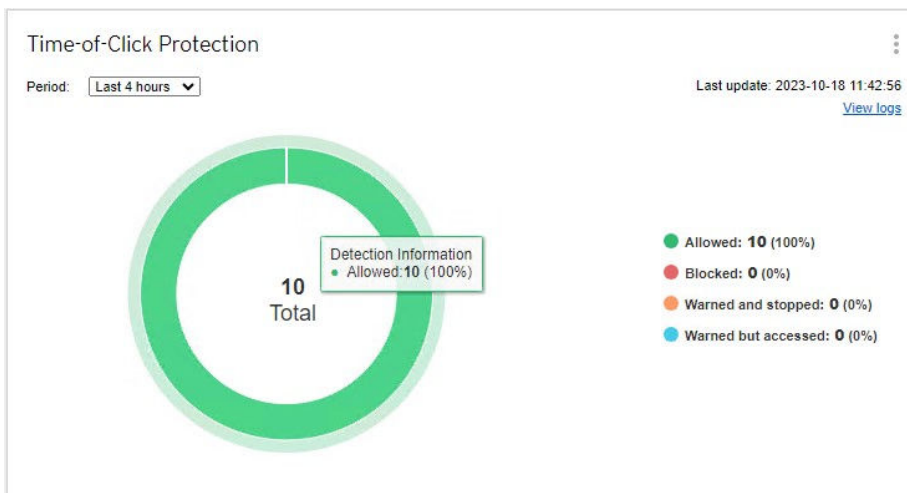 Time-of-Click Protection
Period: Last 4 hours
Last update: 2023-10-18 11:42:56
View logs
Detection Information
Allowed:10 (100%)
10
Total
Allowed: 10 (100%)
Blocked: 0 (0%)
Warned and stopped: 0 (0%)
Warned but accessed: 0 (0%)